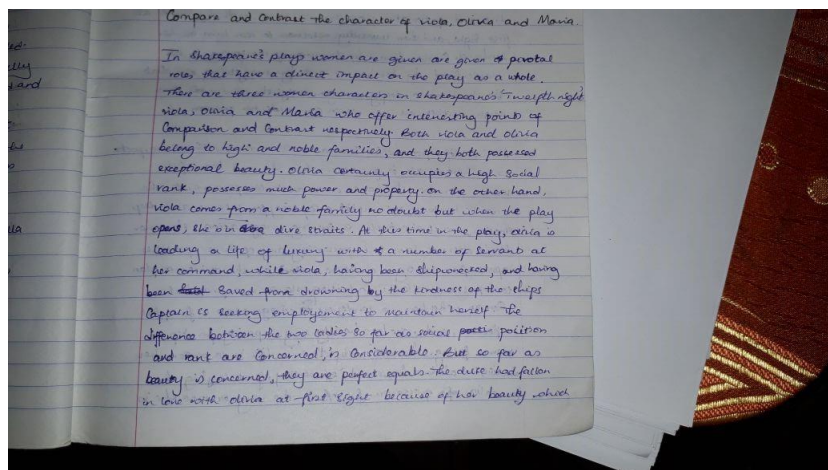 Compare and Contrast the character of viola, Olivia and Maria.
In Shakespeare's plays women are given are given pivotal
roles that have a direct impact on the play as a whole.
There are three women characters in Shakespeare's Twelfth night
viola, Olivia and Maria who offer interesting points of
Comparison and Contrast respectively Both viola and olivia
belong to high and noble families, and they both possessed
exceptional beauty. Olivia certainly occupies a high Social
rank, possesses much power and property. on the other hand,
viola comes from a noble family no doubt but when the play
opens, she is in dire straits. At this time in the play, olivia is
leading a life of luxury with a number of servant at
her command, while viola, having been shipwrecked, and having
been Saved from drowning by the kindness of the ships
Captain is seeking employement to maintain herself The
difference between the two ladies so far as social position
and rank are Concerned, is Considerable. But so far as
beauty is concerned, they are perfect equals. The duke had fallen
in love with olivia at first sight because of her beauty which
ed.
lly
and